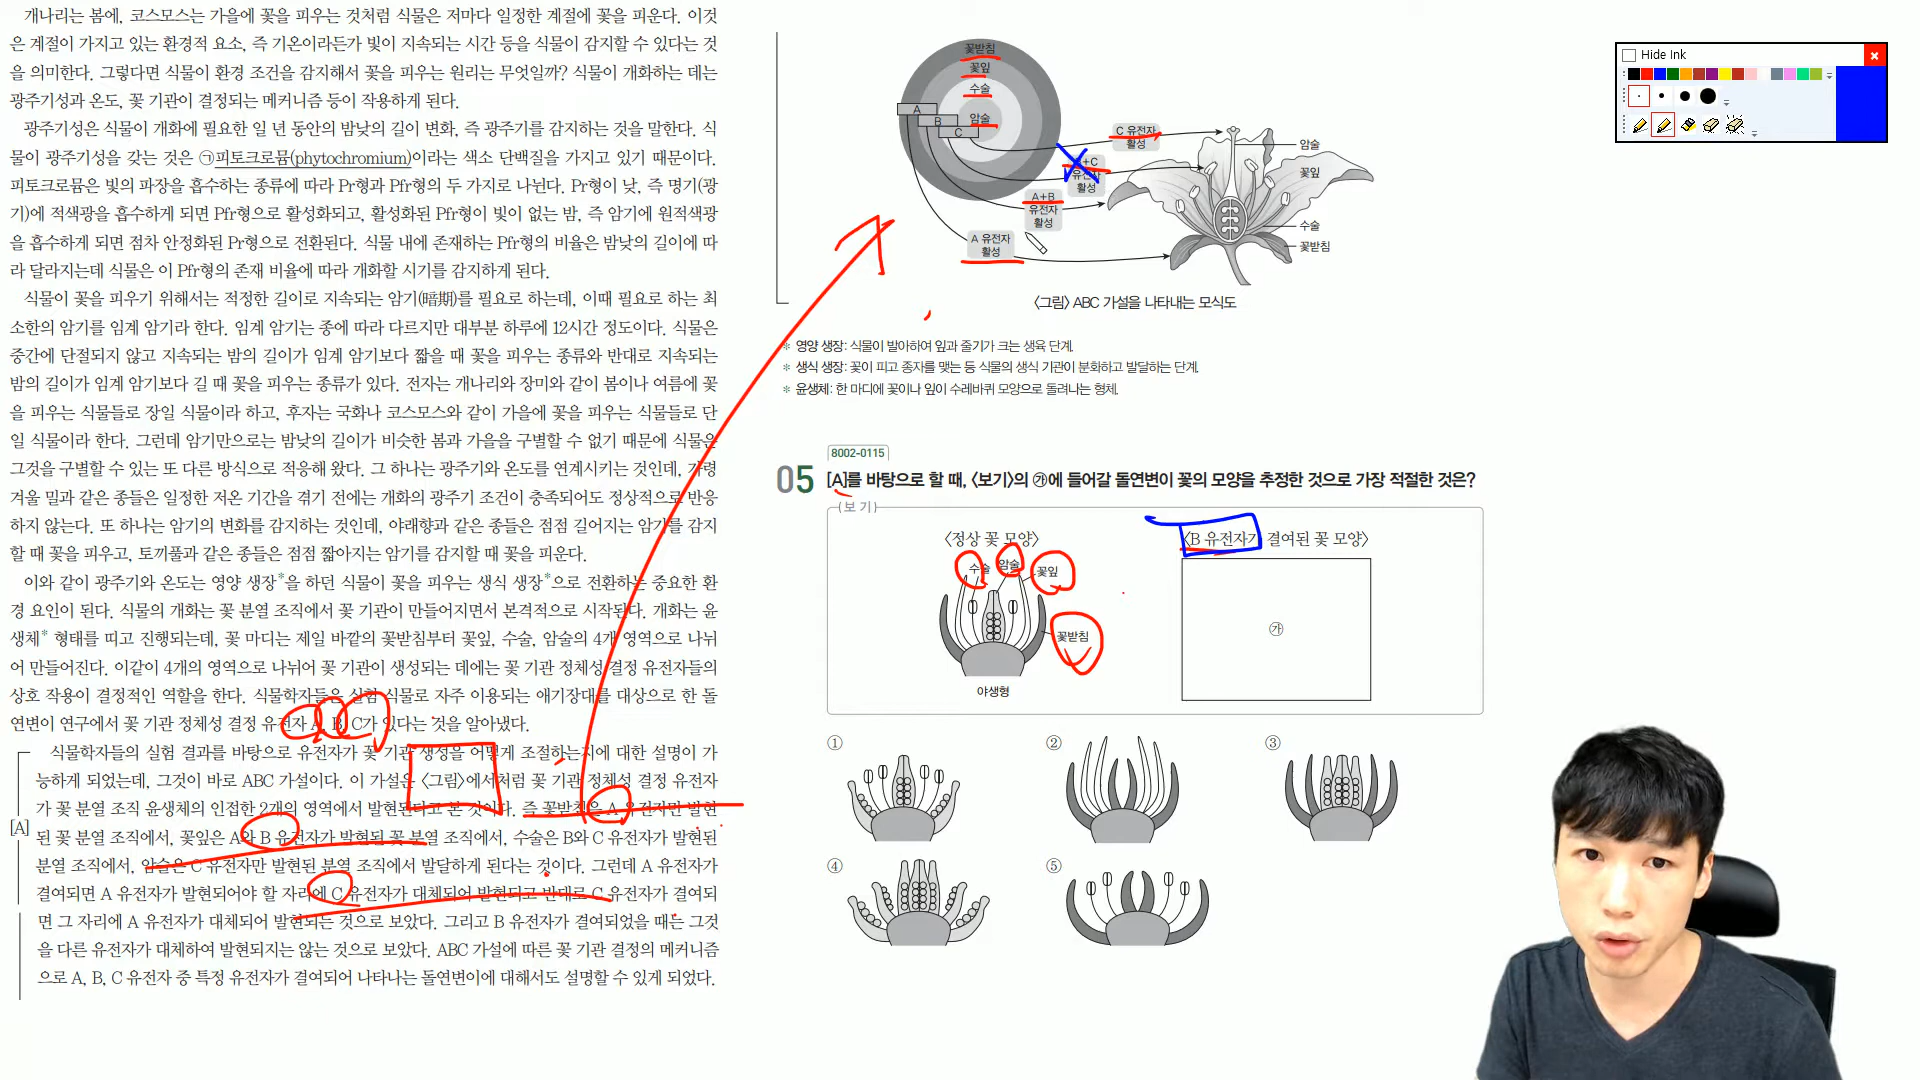 개나리는 봄에, 코스모스는 가을에 꽃을 피우는 것처럼 식물은 저마다 일정한 계절에 꽃을 피운다. 이것
은 계절이 가지고 있는 환경적 요소, 즉 기온이라든가 빛이 지속되는 시간 등을 식물이 감지할 수 있다는 것
을 의미한다. 그렇다면 식물이 환경 조건을 감지해서 꽃을 피우는 원리는 무엇일까? 식물이 개화하는 데는
광주기성과 온도, 꽃 기관이 결정되는 메커니즘 등이 작용하게 된다.
광주기성은 식물이 개화에 필요한 일 년 동안의 밤낮의 길이 변화, 즉 광주기를 감지하는 것을 말한다. 식
물이 광주기성을 갖는 것은 ㉠피토크로뮴(phytochromium)이라는 색소 단백질을 가지고 있기 때문이다.
피토크로뮴은 빛의 파장을 흡수하는 종류에 따라 Pr형과 Pfr형의 두 가지로 나뉜다. Pr형이 낮, 즉 명기(광
기)에 적색광을 흡수하게 되면 Pfr형으로 활성화되고, 활성화된 Pfr형이 빛이 없는 밤, 즉 암기에 원적색광
을 흡수하게 되면 점차 안정화된 Pr형으로 전환된다. 식물 내에 존재하는 Pfr형의 비율은 밤낮의 길이에 따
라 달라지는데 식물은 이 Pfr형의 존재 비율에 따라 개화할 시기를 감지하게 된다.
식물이 꽃을 피우기 위해서는 적정한 길이로 지속되는 암기(暗期)를 필요로 하는데, 이때 필요로 하는 최
소한의 암기를 임계 암기라 한다. 임계 암기는 종에 따라 다르지만 대부분 하루에 12시간 정도이다. 식물은
중간에 단절되지 않고 지속되는 밤의 길이가 임계 암기보다 짧을 때 꽃을 피우는 종류와 반대로 지속되는
밤의 길이가 임계 암기보다 길 때 꽃을 피우는 종류가 있다. 전자는 개나리와 장미와 같이 봄이나 여름에 꽃
을 피우는 식물들로 장일 식물이라 하고, 후자는 국화나 코스모스와 같이 가을에 꽃을 피우는 식물들로 단
일 식물이라 한다. 그런데 암기만으로는 밤낮의 길이가 비슷한 봄과 가을을 구별할 수 없기 때문에 식물은
그것을 구별할 수 있는 또 다른 방식으로 적응해 왔다. 그 하나는 광주기와 온도를 연계시키는 것인데, 가령
겨울 밀과 같은 종들은 일정한 저온 기간을 겪기 전에는 개화의 광주기 조건이 충족되어도 정상적으로 반응
하지 않는다. 또 하나는 암기의 변화를 감지하는 것인데, 야래향과 같은 종들은 점점 길어지는 암기를 감지
할 때 꽃을 피우고, 토끼풀과 같은 종들은 점점 짧아지는 암기를 감지할 때 꽃을 피운다.
이와 같이 광주기와 온도는 영양 생장*을 하던 식물이 꽃을 피우는 생식 생장*으로 전환하는 중요한 환
경 요인이 된다. 식물의 개화는 꽃 분열 조직에서 꽃 기관이 만들어지면서 본격적으로 시작된다. 개화는 윤
생체* 형태를 띠고 진행되는데, 꽃 마디는 제일 바깥의 꽃받침부터 꽃잎, 수술, 암술의 4개 영역으로 나뉘
어 만들어진다. 이같이 4개의 영역으로 나뉘어 꽃 기관이 생성되는 데에는 꽃 기관 정체성 결정 유전자들의
상호 작용이 결정적인 역할을 한다. 식물학자들은 실험 식물로 자주 이용되는 애기장대를 대상으로 한 돌
연변이 연구에서 꽃 기관 정체성 결정 유전자 A, B, C가 있다는 것을 알아냈다.
식물학자들의 실험 결과를 바탕으로 유전자가 꽃 기관 생성을 어떻게 조절하는지에 대한 설명이 가
능하게 되었는데, 그것이 바로 ABC 가설이다. 이 가설은 〈그림〉에서처럼 꽃 기관 정체성 결정 유전자
가 꽃 분열 조직 윤생체의 인접한 2개의 영역에서 발현된다고 본 것이다. 즉 꽃받침은 A 유전자만 발현
[A]
된 꽃 분열 조직에서, 꽃잎은 A와 B 유전자가 발현된 꽃 분열 조직에서, 수술은 B와 C 유전자가 발현된
분열 조직에서, 암술은 C 유전자만 발현된 분열 조직에서 발달하게 된다는 것이다. 그런데 A 유전자가
결여되면 A 유전자가 발현되어야 할 자리에 C 유전자가 대체되어 발현되고 반대로 C 유전자가 결여되
면 그 자리에 A 유전자가 대체되어 발현되는 것으로 보았다. 그리고 B 유전자가 결여되었을 때는 그것
을 다른 유전자가 대체하여 발현되지는 않는 것으로 보았다. ABC 가설에 따른 꽃 기관 결정의 메커니즘
으로 A, B, C 유전자 중 특정 유전자가 결여되어 나타나는 돌연변이에 대해서도 설명할 수 있게 되었다.
꽃받침
꽃잎
수술
암술
A
B
C
C 유전자
활성
+C
유전자
활성
A+B
유전자
활성
A 유전자
활성
암술
꽃잎
수술
꽃받침
〈그림〉 ABC 가설을 나타내는 모식도
* 영양 생장: 식물이 발아하여 잎과 줄기가 크는 생육 단계.
* 생식 생장: 꽃이 피고 종자를 맺는 등 식물의 생식 기관이 분화하고 발달하는 단계.
* 윤생체: 한 마디에 꽃이나 잎이 수레바퀴 모양으로 돌려나는 형체.
8002-0115
05 [A]를 바탕으로 할 때, 〈보기〉의 ㉮에 들어갈 돌연변이 꽃의 모양을 추정한 것으로 가장 적절한 것은?
(보기)
〈정상 꽃 모양〉
수술
암술
꽃잎
꽃받침
야생형
〈B 유전자가 결여된 꽃 모양〉
㉮
①
②
③
④
⑤
Hide Ink